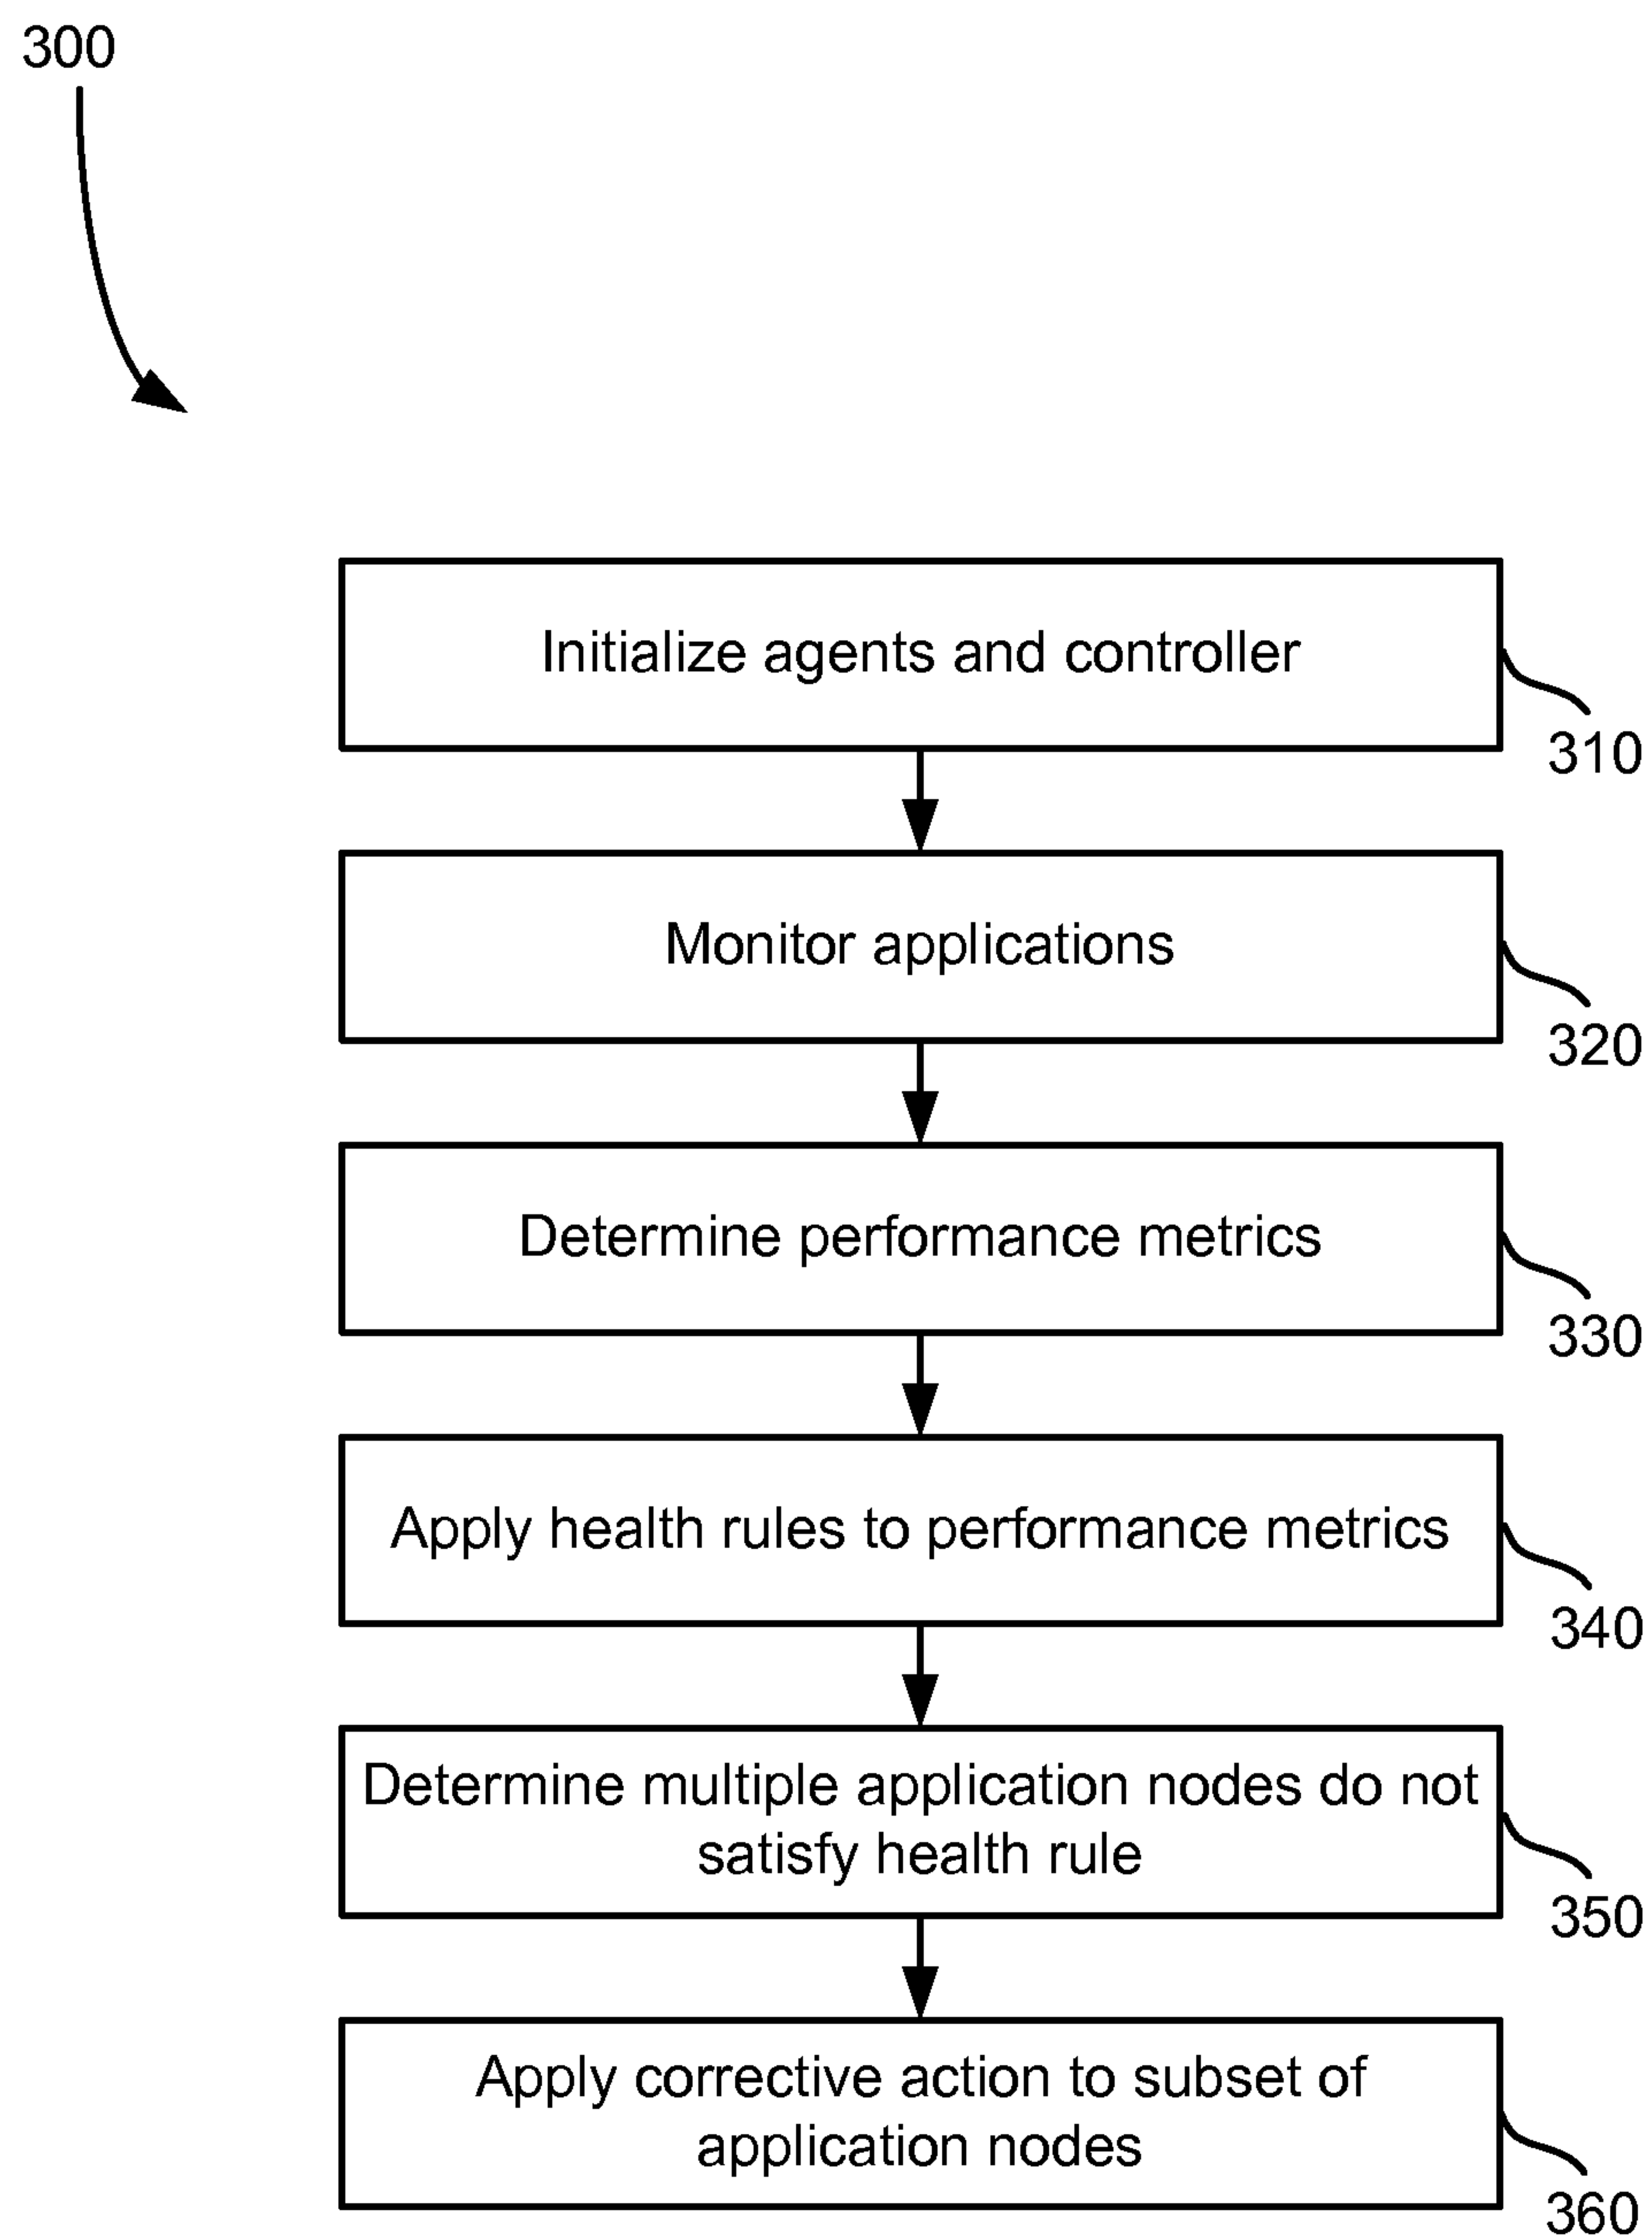 300
Initialize agents and controller
310
Monitor applications
320
Determine performance metrics
330
Apply health rules to performance metrics
340
Determine multiple application nodes do not
satisfy health rule
350
Apply corrective action to subset of
application nodes
360